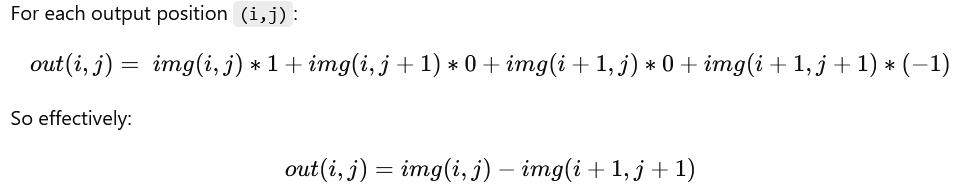 For each output position (i,j):
out(i, j) = img(i, j) ∗ 1 + img(i, j + 1) ∗ 0 + img(i + 1, j) ∗ 0 + img(i + 1, j + 1) ∗ (−1)
So effectively:
out(i, j) = img(i, j) − img(i + 1, j + 1)